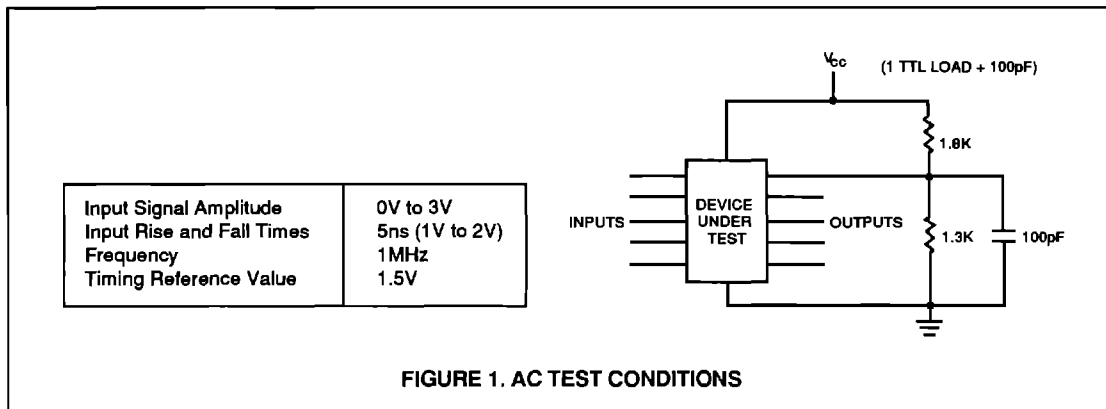 Input Signal Amplitude 0V to 3V
Input Rise and Fall Times 5ns (1V to 2V)
Frequency 1MHz
Timing Reference Value 1.5V
VCC
(1 TTL LOAD + 100pF)
1.8K
INPUTS
DEVICE
UNDER
TEST
OUTPUTS
1.3K
100pF
FIGURE 1. AC TEST CONDITIONS